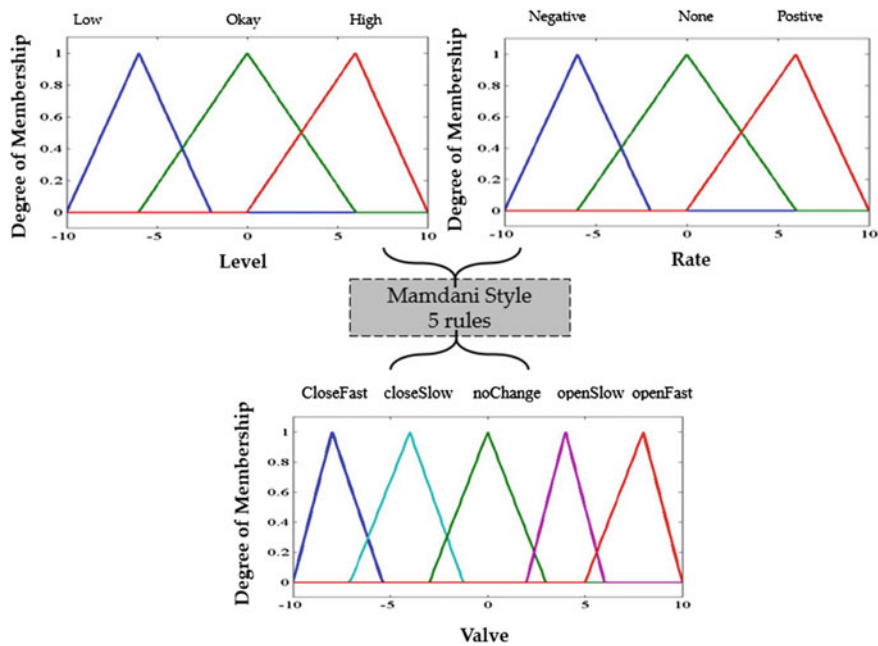 Low Okay High
Negative None Postive
Degree of Membership
1
0.8
0.6
0.4
0.2
0
-10 -5 0 5 10
Level
Degree of Membership
1
0.8
0.6
0.4
0.2
0
-10 -5 0 5 10
Rate
Mamdani Style
5 rules
CloseFast closeSlow noChange openSlow openFast
Degree of Membership
1
0.8
0.6
0.4
0.2
0
-10 -5 0 5 10
Valve